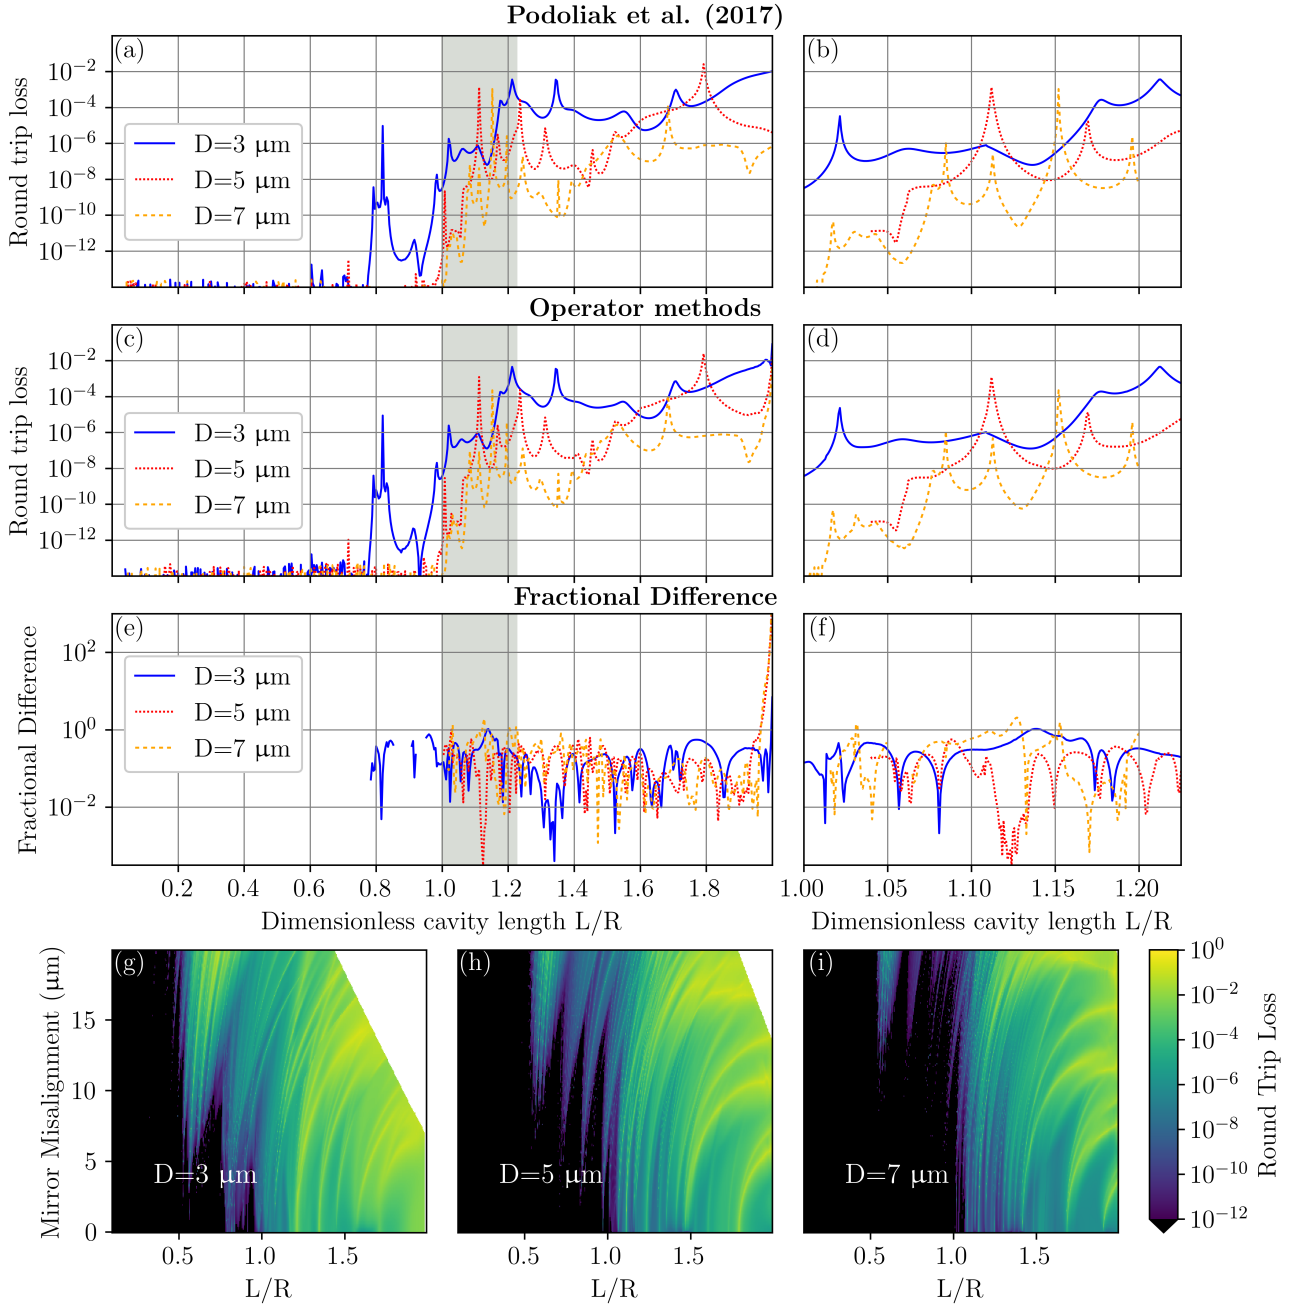 Podoliak et al. (2017)
(a)
(b)
Round trip loss
10⁻²
10⁻⁴
10⁻⁶
10⁻⁸
10⁻¹⁰
10⁻¹²
D=3 μm
D=5 μm
D=7 μm
Operator methods
(c)
(d)
Round trip loss
10⁻²
10⁻⁴
10⁻⁶
10⁻⁸
10⁻¹⁰
10⁻¹²
D=3 μm
D=5 μm
D=7 μm
Fractional Difference
(e)
(f)
Fractional Difference
10²
10⁰
10⁻²
D=3 μm
D=5 μm
D=7 μm
0.2 0.4 0.6 0.8 1.0 1.2 1.4 1.6 1.8
1.00 1.05 1.10 1.15 1.20
Dimensionless cavity length L/R
Dimensionless cavity length L/R
Mirror Misalignment (μm)
15
10
5
0
(g)
D=3 μm
0.5 1.0 1.5
L/R
(h)
D=5 μm
0.5 1.0 1.5
L/R
(i)
D=7 μm
0.5 1.0 1.5
L/R
10⁰
10⁻²
10⁻⁴
10⁻⁶
10⁻⁸
10⁻¹⁰
10⁻¹²
Round Trip Loss